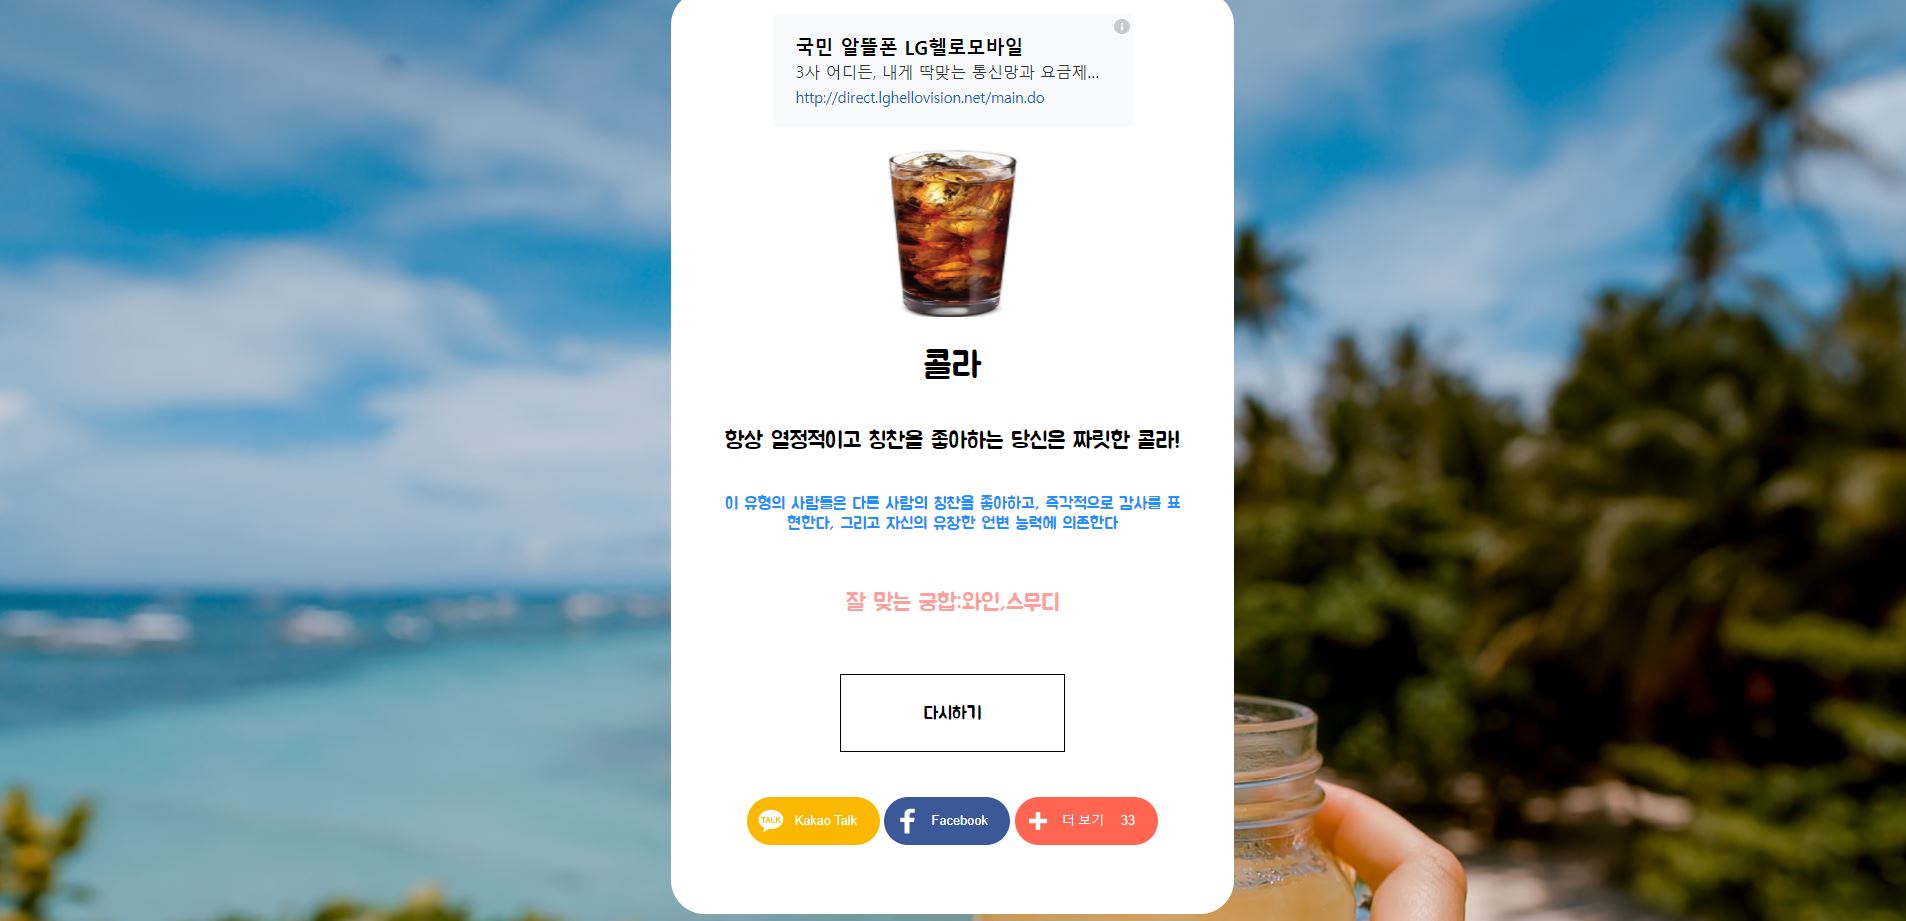 국민 알뜰폰 LG헬로모바일
3사 어디든, 내게 딱맞는 통신망과 요금제...
http://direct.lghellovision.net/main.do
콜라
항상 열정적이고 칭찬을 좋아하는 당신은 짜릿한 콜라!
이 유형의 사람들은 다른 사람의 칭찬을 좋아하고, 즉각적으로 감사를 표
현한다, 그리고 자신의 유창한 언변 능력에 의존한다
잘 맞는 궁합:와인,스무디
다시하기
TALK Kakao Talk Facebook 더 보기 33